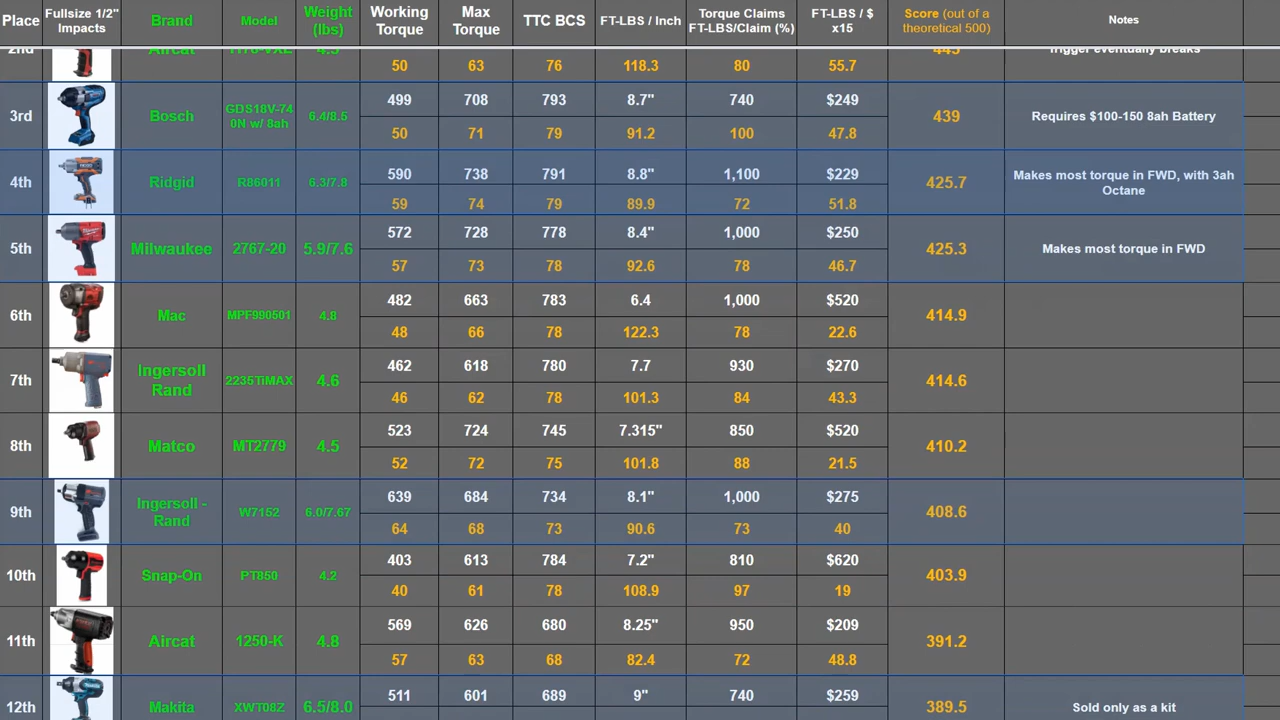 Place Fullsize 1/2" Impacts Brand Model Weight (lbs) Working Torque Max Torque TTC BCS FT-LBS / Inch Torque Claims FT-LBS/Claim (%) FT-LBS / $ x15 Score (out of a theoretical 500) Notes
2nd Aircat 1178-VXL 4.5 443 Trigger eventually breaks
50 63 76 118.3 80 55.7
3rd Bosch GDS18V-740N w/ 8ah 6.4/8.5 499 708 793 8.7" 740 $249 439 Requires $100-150 8ah Battery
50 71 79 91.2 100 47.8
4th Ridgid R86011 6.3/7.8 590 738 791 8.8" 1,100 $229 425.7 Makes most torque in FWD, with 3ah Octane
59 74 79 89.9 72 51.8
5th Milwaukee 2767-20 5.9/7.6 572 728 778 8.4" 1,000 $250 425.3 Makes most torque in FWD
57 73 78 92.6 78 46.7
6th Mac MPF990501 4.8 482 663 783 6.4 1,000 $520 414.9
48 66 78 122.3 78 22.6
7th Ingersoll Rand 2235TiMAX 4.6 462 618 780 7.7 930 $270 414.6
46 62 78 101.3 84 43.3
8th Matco MT2779 4.5 523 724 745 7.315" 850 $520 410.2
52 72 75 101.8 88 21.5
9th Ingersoll - Rand W7152 6.0/7.67 639 684 734 8.1" 1,000 $275 408.6
64 68 73 90.6 73 40
10th Snap-On PT850 4.2 403 613 784 7.2" 810 $620 403.9
40 61 78 108.9 97 19
11th Aircat 1250-K 4.8 569 626 680 8.25" 950 $209 391.2
57 63 68 82.4 72 48.8
12th Makita XWT08Z 6.5/8.0 511 601 689 9" 740 $259 389.5 Sold only as a kit